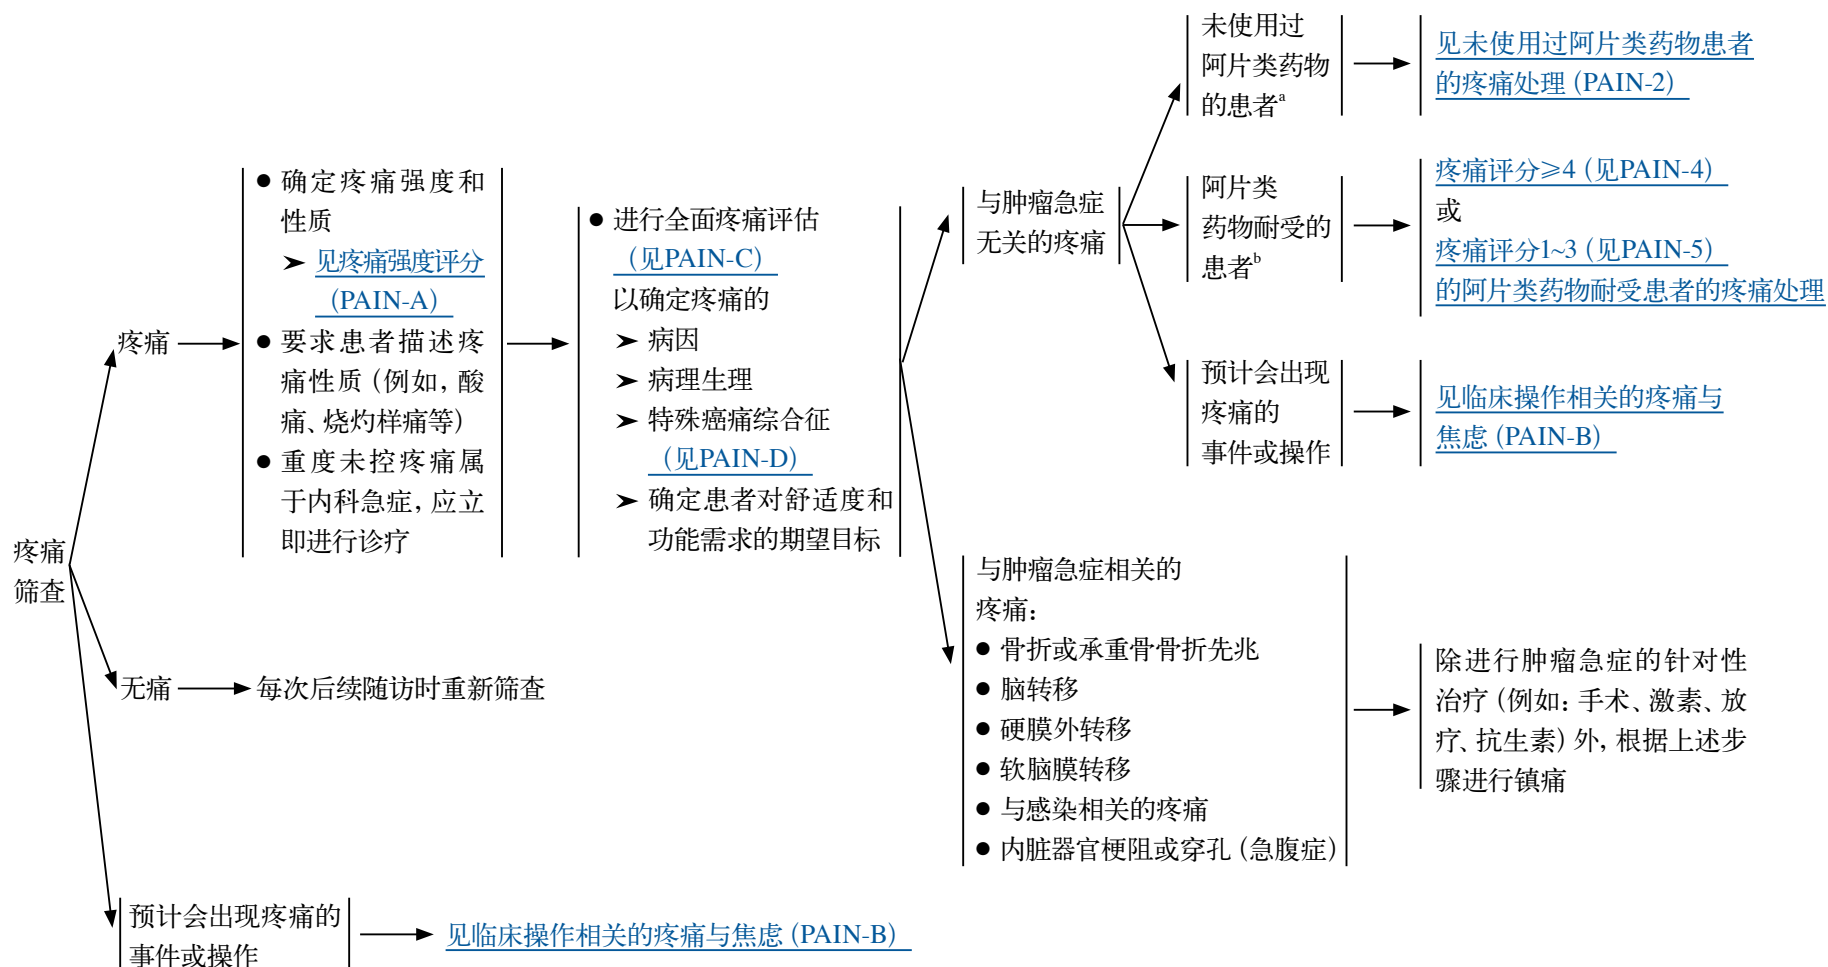 疼痛
筛查
疼痛
● 确定疼痛强度和
性质
➤ 见疼痛强度评分
（PAIN-A）
● 要求患者描述疼
痛性质（例如，酸
痛、烧灼样痛等）
● 重度未控疼痛属
于内科急症，应立
即进行诊疗
● 进行全面疼痛评估
（见PAIN-C）
以确定疼痛的
➤ 病因
➤ 病理生理
➤ 特殊癌痛综合征
（见PAIN-D）
➤ 确定患者对舒适度和
功能需求的期望目标
与肿瘤急症
无关的疼痛
未使用过
阿片类药物
的患者a
见未使用过阿片类药物患者
的疼痛处理（PAIN-2）
阿片类
药物耐受的
患者b
疼痛评分≥4（见PAIN-4）
或
疼痛评分1~3（见PAIN-5）
的阿片类药物耐受患者的疼痛处理
预计会出现
疼痛的
事件或操作
见临床操作相关的疼痛与
焦虑（PAIN-B）
与肿瘤急症相关的
疼痛：
● 骨折或承重骨骨折先兆
● 脑转移
● 硬膜外转移
● 软脑膜转移
● 与感染相关的疼痛
● 内脏器官梗阻或穿孔（急腹症）
除进行肿瘤急症的针对性
治疗（例如：手术、激素、放
疗、抗生素）外，根据上述步
骤进行镇痛
无痛
每次后续随访时重新筛查
预计会出现疼痛的
事件或操作
见临床操作相关的疼痛与焦虑（PAIN-B）